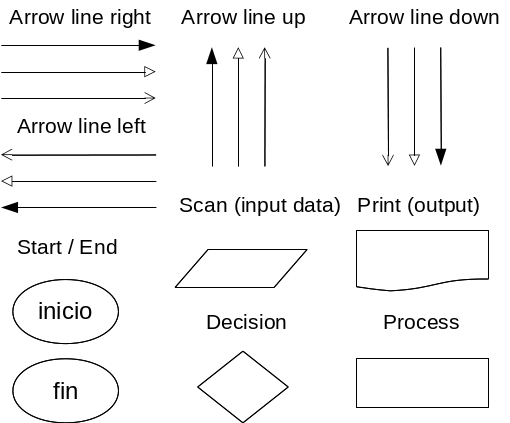 Arrow line right
Arrow line up
Arrow line down
Arrow line left
Scan (input data)
Print (output)
Start / End
inicio
Decision
Process
fin